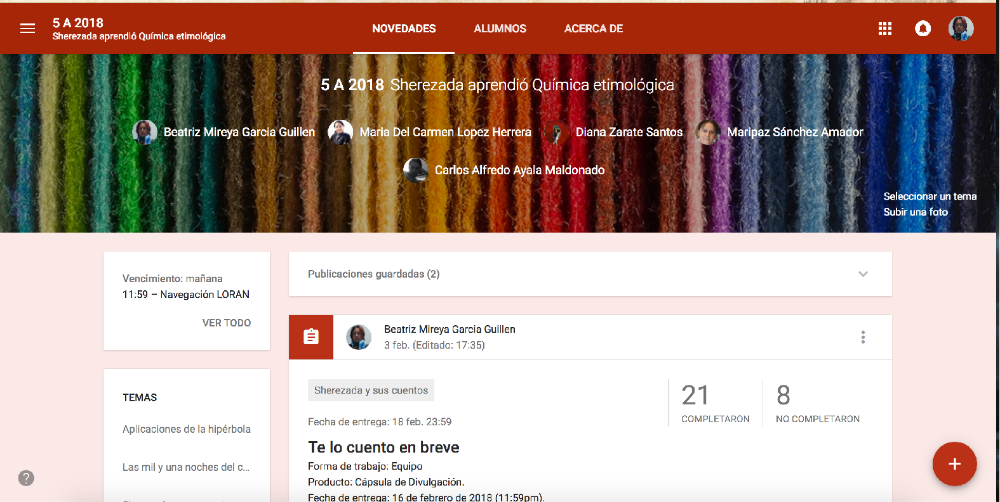 5 A 2018
Sherezada aprendió Química etimológica
NOVEDADES
ALUMNOS
ACERCA DE
5 A 2018 Sherezada aprendió Química etimológica
Beatriz Mireya Garcia Guillen
Maria Del Carmen Lopez Herrera
Diana Zarate Santos
Maripaz Sánchez Amador
Carlos Alfredo Ayala Maldonado
Seleccionar un tema
Subir una foto
Vencimiento: mañana
11:59 – Navegación LORAN
VER TODO
TEMAS
Aplicaciones de la hipérbola
Las mil y una noches del c...
Publicaciones guardadas (2)
Beatriz Mireya Garcia Guillen
3 feb. (Editado: 17:35)
Sherezada y sus cuentos
21
COMPLETARON
8
NO COMPLETARON
Fecha de entrega: 18 feb. 23:59
Te lo cuento en breve
Forma de trabajo: Equipo
Producto: Cápsula de Divulgación.
Fecha de entrega: 16 de febrero de 2018 (11:59pm).